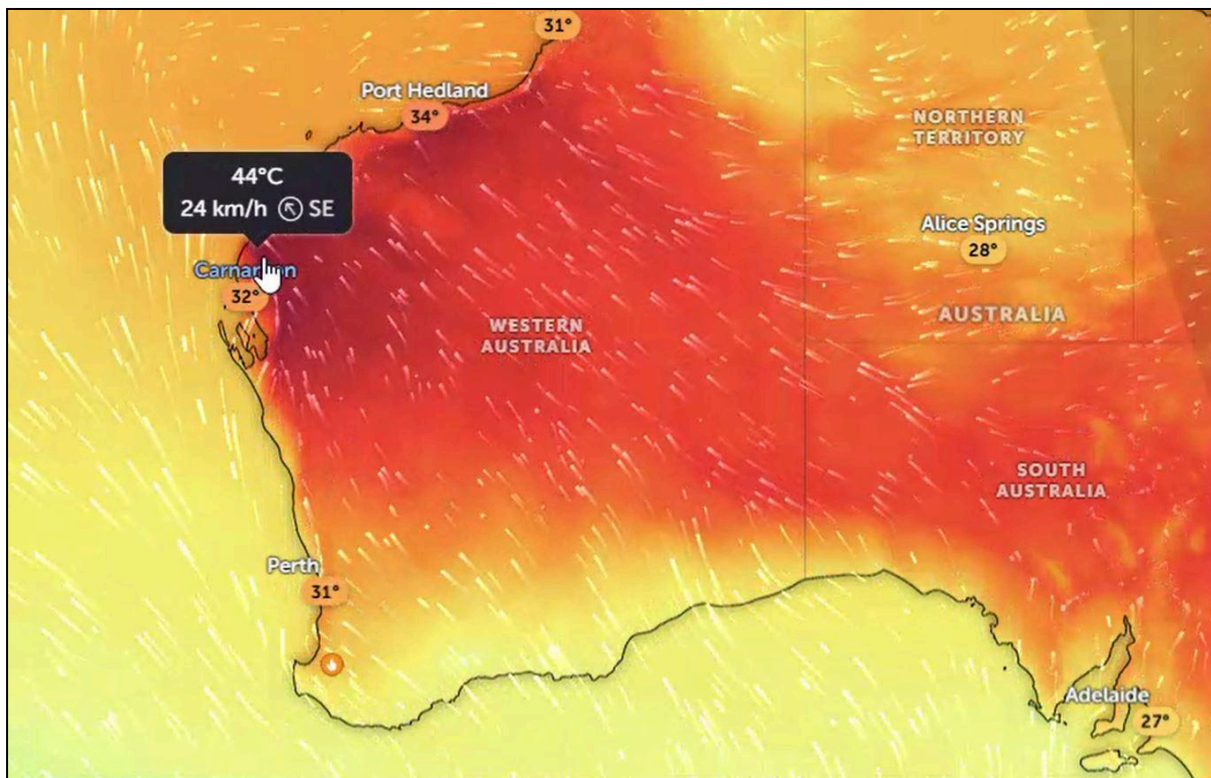 31°
Port Hedland
34°
NORTHERN
TERRITORY
44°C
24 km/h SE
Alice Springs
28°
32°
AUSTRALIA
WESTERN
AUSTRALIA
SOUTH
AUSTRALIA
Perth
31°
Adelaide
27°